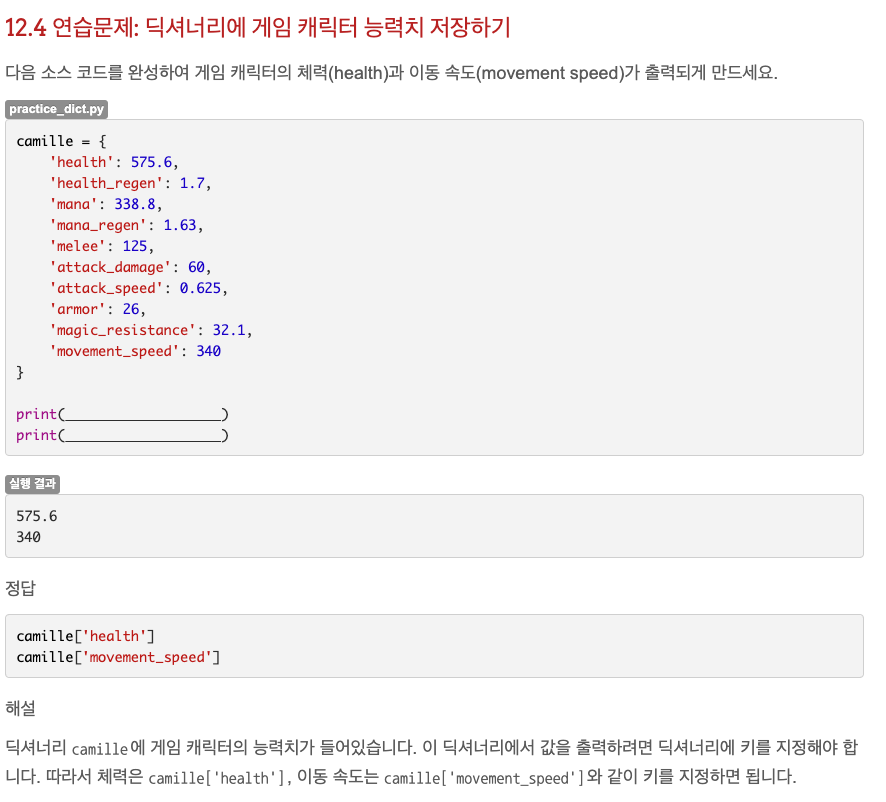 12.4 연습문제: 딕셔너리에 게임 캐릭터 능력치 저장하기
다음 소스 코드를 완성하여 게임 캐릭터의 체력(health)과 이동 속도(movement speed)가 출력되게 만드세요.
practice_dict.py
camille = {
    'health': 575.6,
    'health_regen': 1.7,
    'mana': 338.8,
    'mana_regen': 1.63,
    'melee': 125,
    'attack_damage': 60,
    'attack_speed': 0.625,
    'armor': 26,
    'magic_resistance': 32.1,
    'movement_speed': 340
}
print(___________________)
print(___________________)
실행 결과
575.6
340
정답
camille['health']
camille['movement_speed']
해설
딕셔너리 camille에 게임 캐릭터의 능력치가 들어있습니다. 이 딕셔너리에서 값을 출력하려면 딕셔너리에 키를 지정해야 합
니다. 따라서 체력은 camille['health'], 이동 속도는 camille['movement_speed']와 같이 키를 지정하면 됩니다.